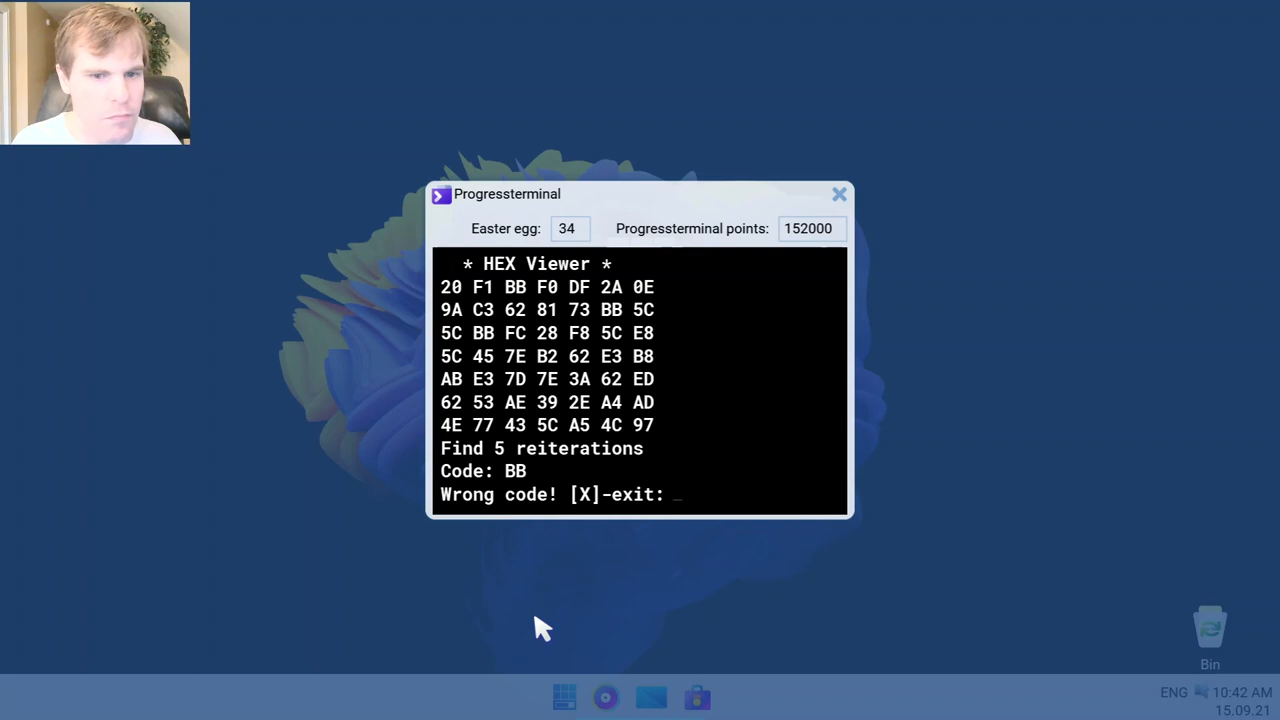 Progressterminal
Easter egg: 34 Progressterminal points: 152000
* HEX Viewer *
20 F1 BB F0 DF 2A 0E
9A C3 62 81 73 BB 5C
5C BB FC 28 F8 5C E8
5C 45 7E B2 62 E3 B8
AB E3 7D 7E 3A 62 ED
62 53 AE 39 2E A4 AD
4E 77 43 5C A5 4C 97
Find 5 reiterations
Code: BB
Wrong code! [X]-exit: _
Bin
ENG 10:42 AM
15.09.21